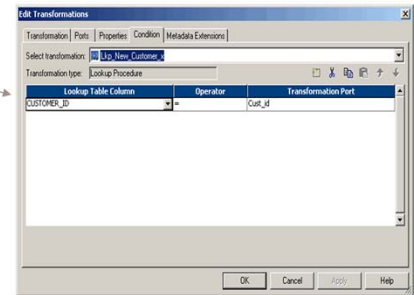 Edit Transformations
Transformation Ports Properties Condition Metadata Extensions
Select transformation: Lkp_New_Customer_x
Transformation type: Lookup Procedure
Lookup Table Column Operator Transformation Port
CUSTOMER_ID = Cust_id
OK Cancel Apply Help